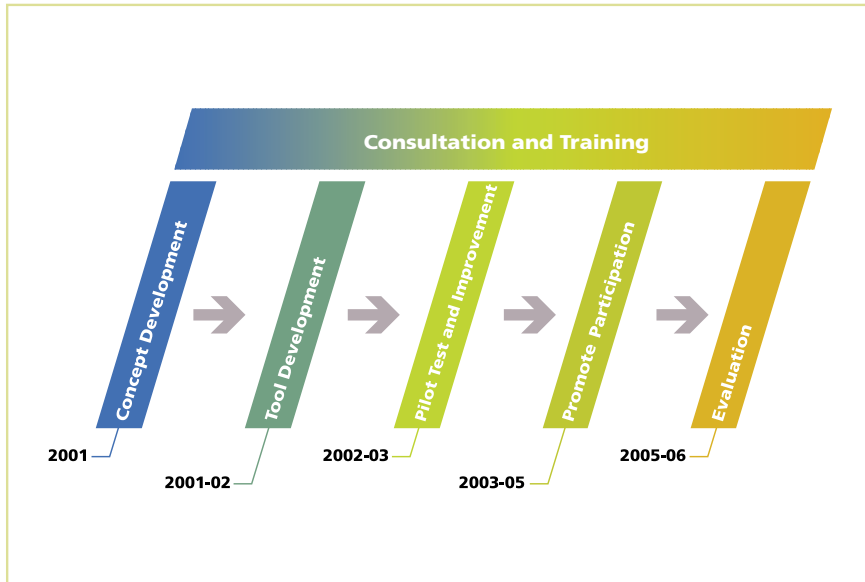 Consultation and Training
Concept Development
Tool Development
Pilot Test and Improvement
Promote Participation
Evaluation
2001
2001-02
2002-03
2003-05
2005-06